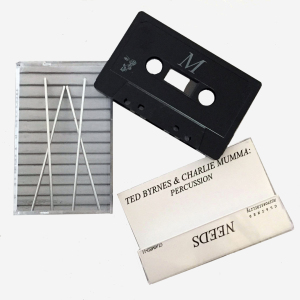 M
TED BYRNES & CHARLIE MUMMA:
PERCUSSION
NEEDS